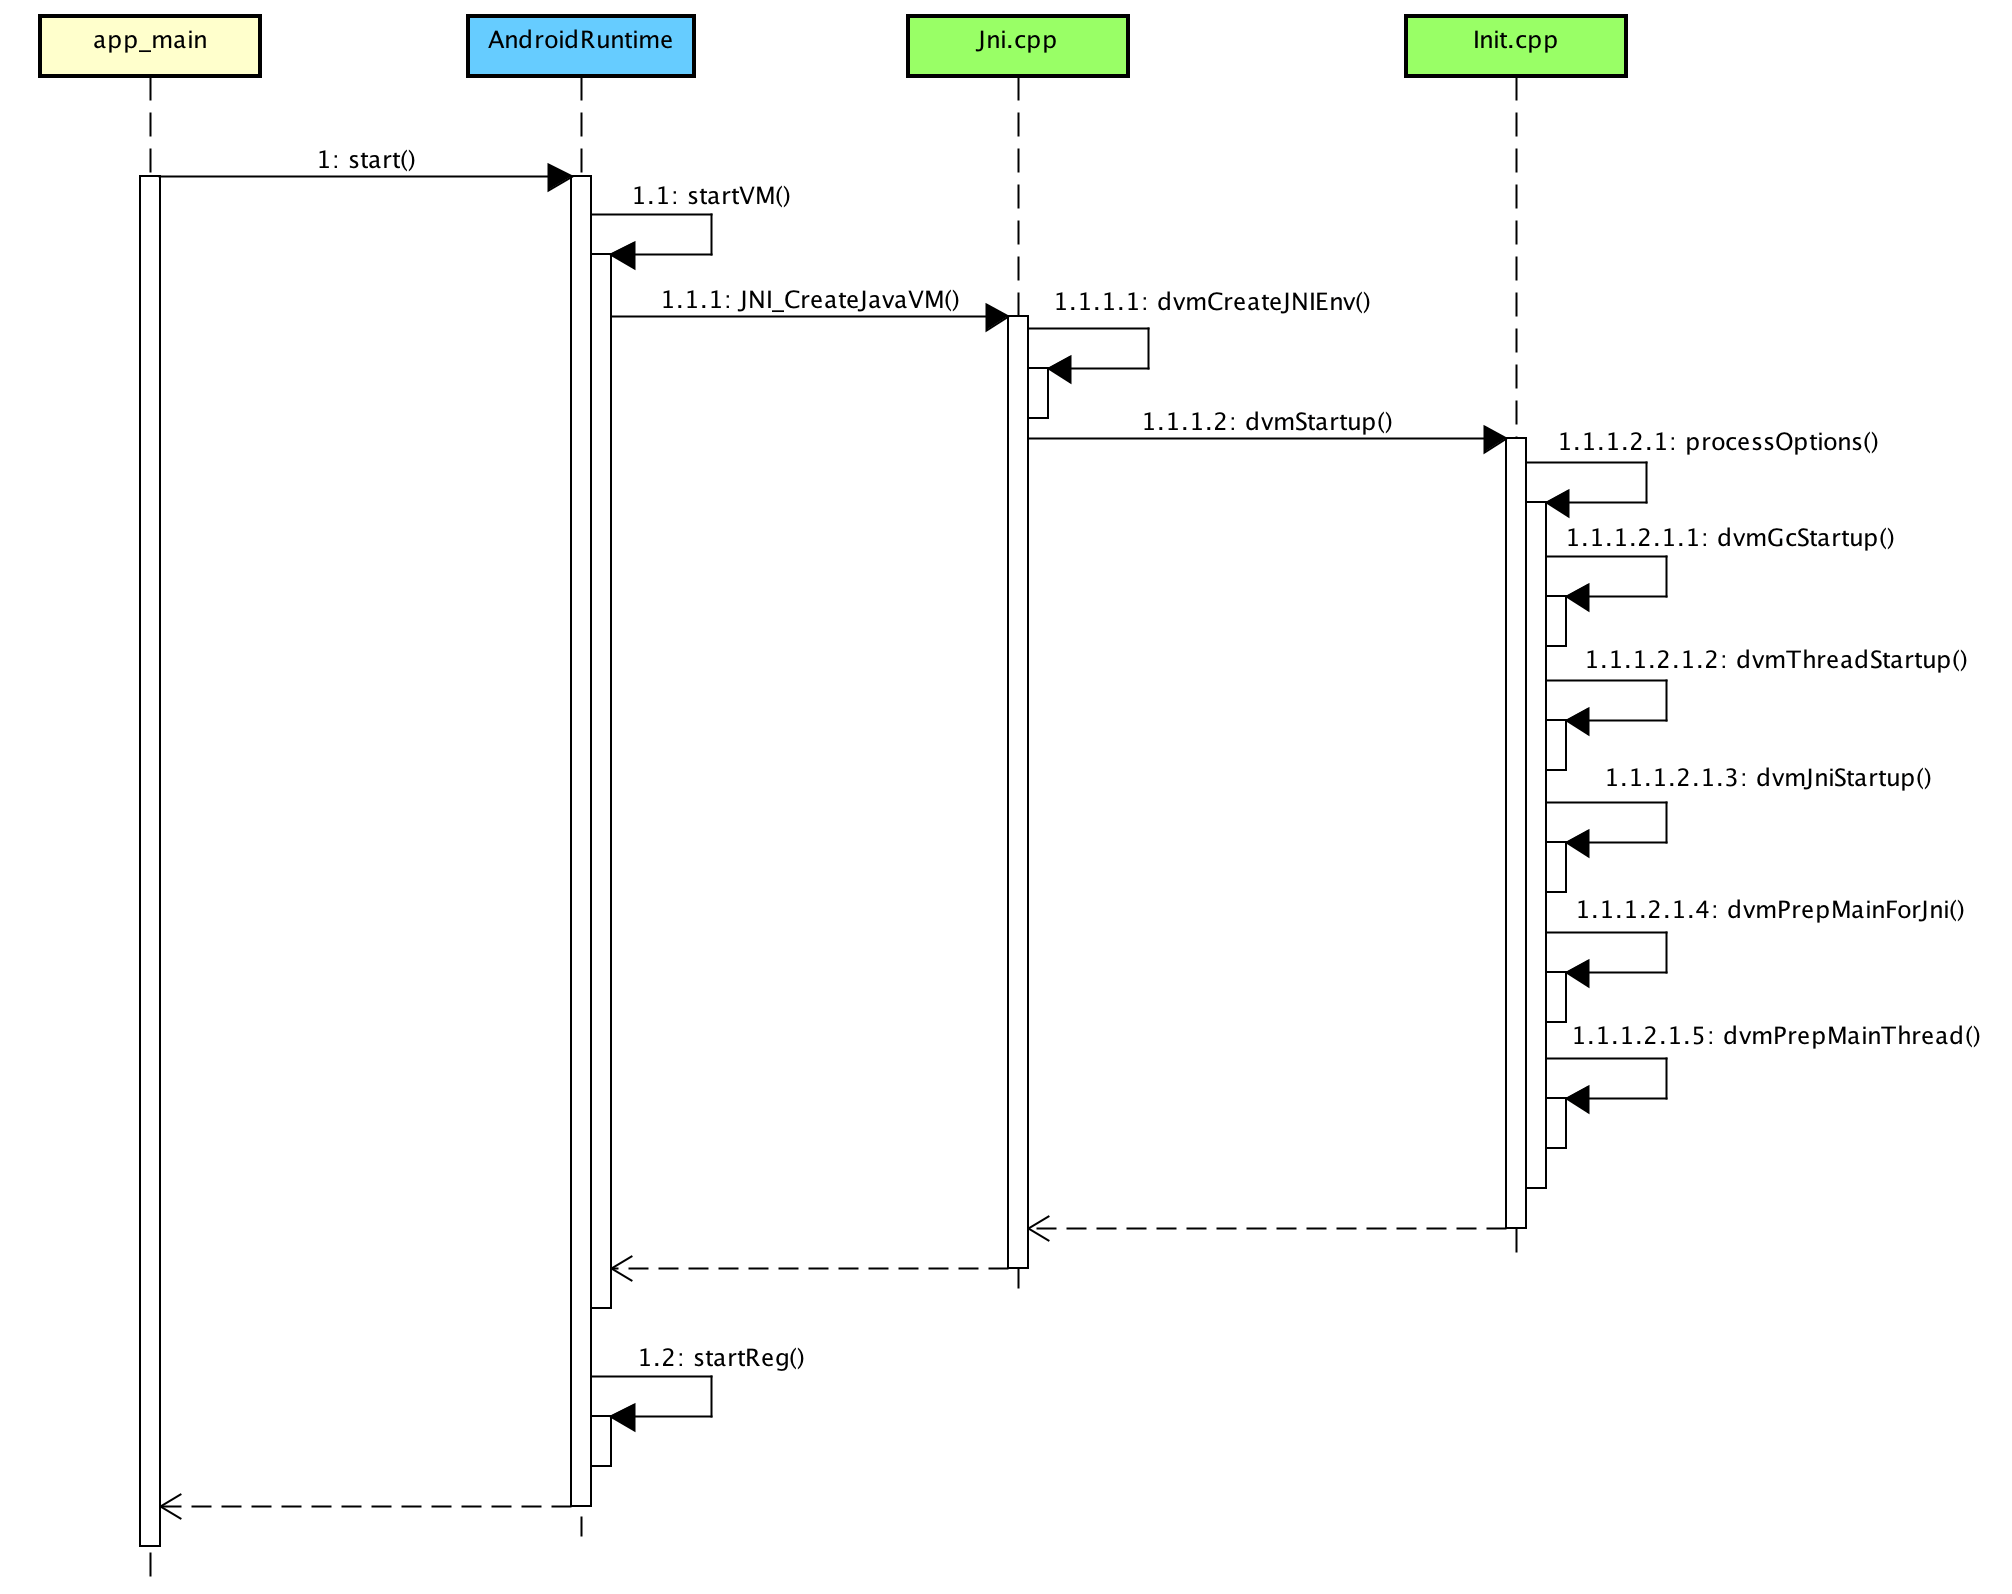 app_main
AndroidRuntime
Jni.cpp
Init.cpp
1: start()
1.1: startVM()
1.1.1: JNI_CreateJavaVM()
1.1.1.1: dvmCreateJNIEnv()
1.1.1.2: dvmStartup()
1.1.1.2.1: processOptions()
1.1.1.2.1.1: dvmGcStartup()
1.1.1.2.1.2: dvmThreadStartup()
1.1.1.2.1.3: dvmJniStartup()
1.1.1.2.1.4: dvmPrepMainForJni()
1.1.1.2.1.5: dvmPrepMainThread()
1.2: startReg()